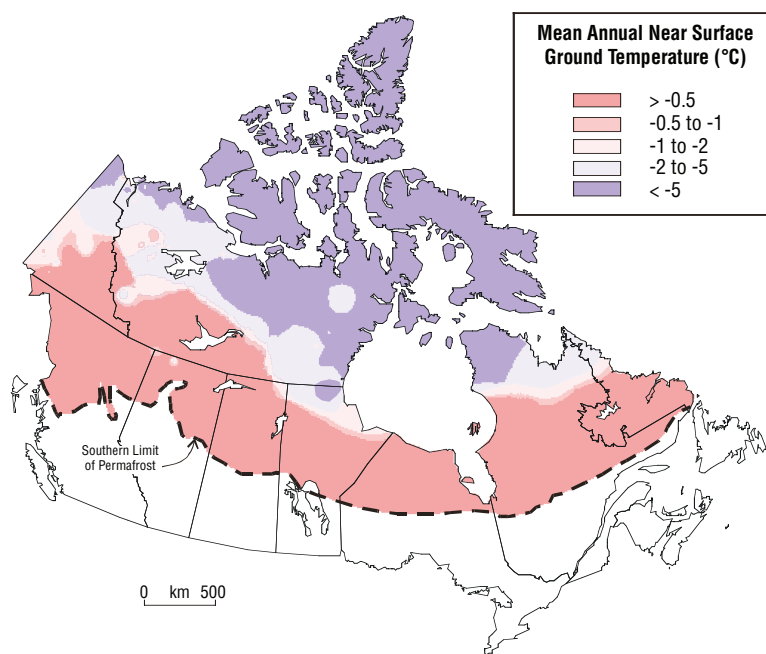 Mean Annual Near Surface
Ground Temperature (°C)
> -0.5
-0.5 to -1
-1 to -2
-2 to -5
< -5
Southern Limit
of Permafrost
0 km 500